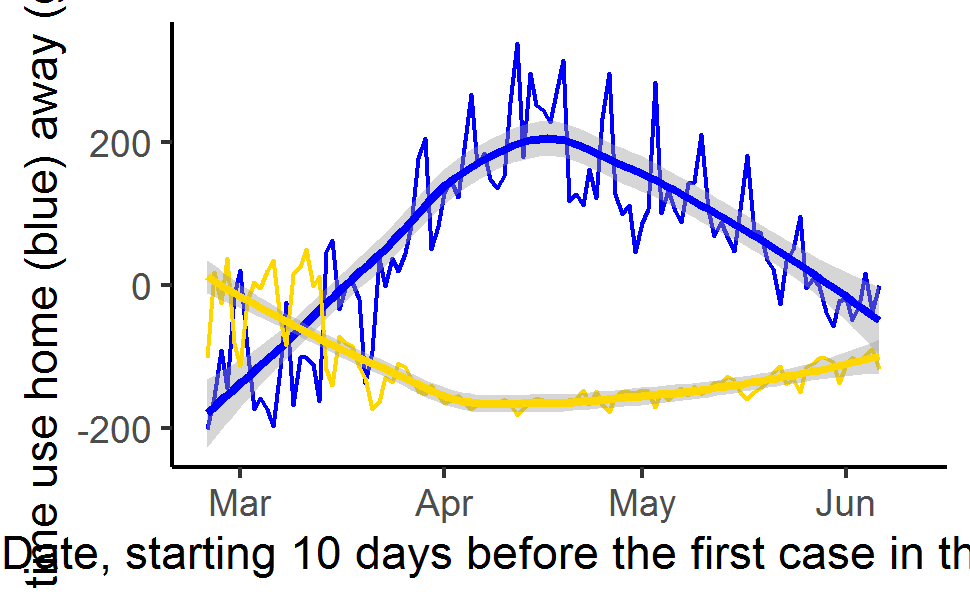 time use home (blue) away (
200
0
-200
Mar Apr May Jun
Date, starting 10 days before the first case in th